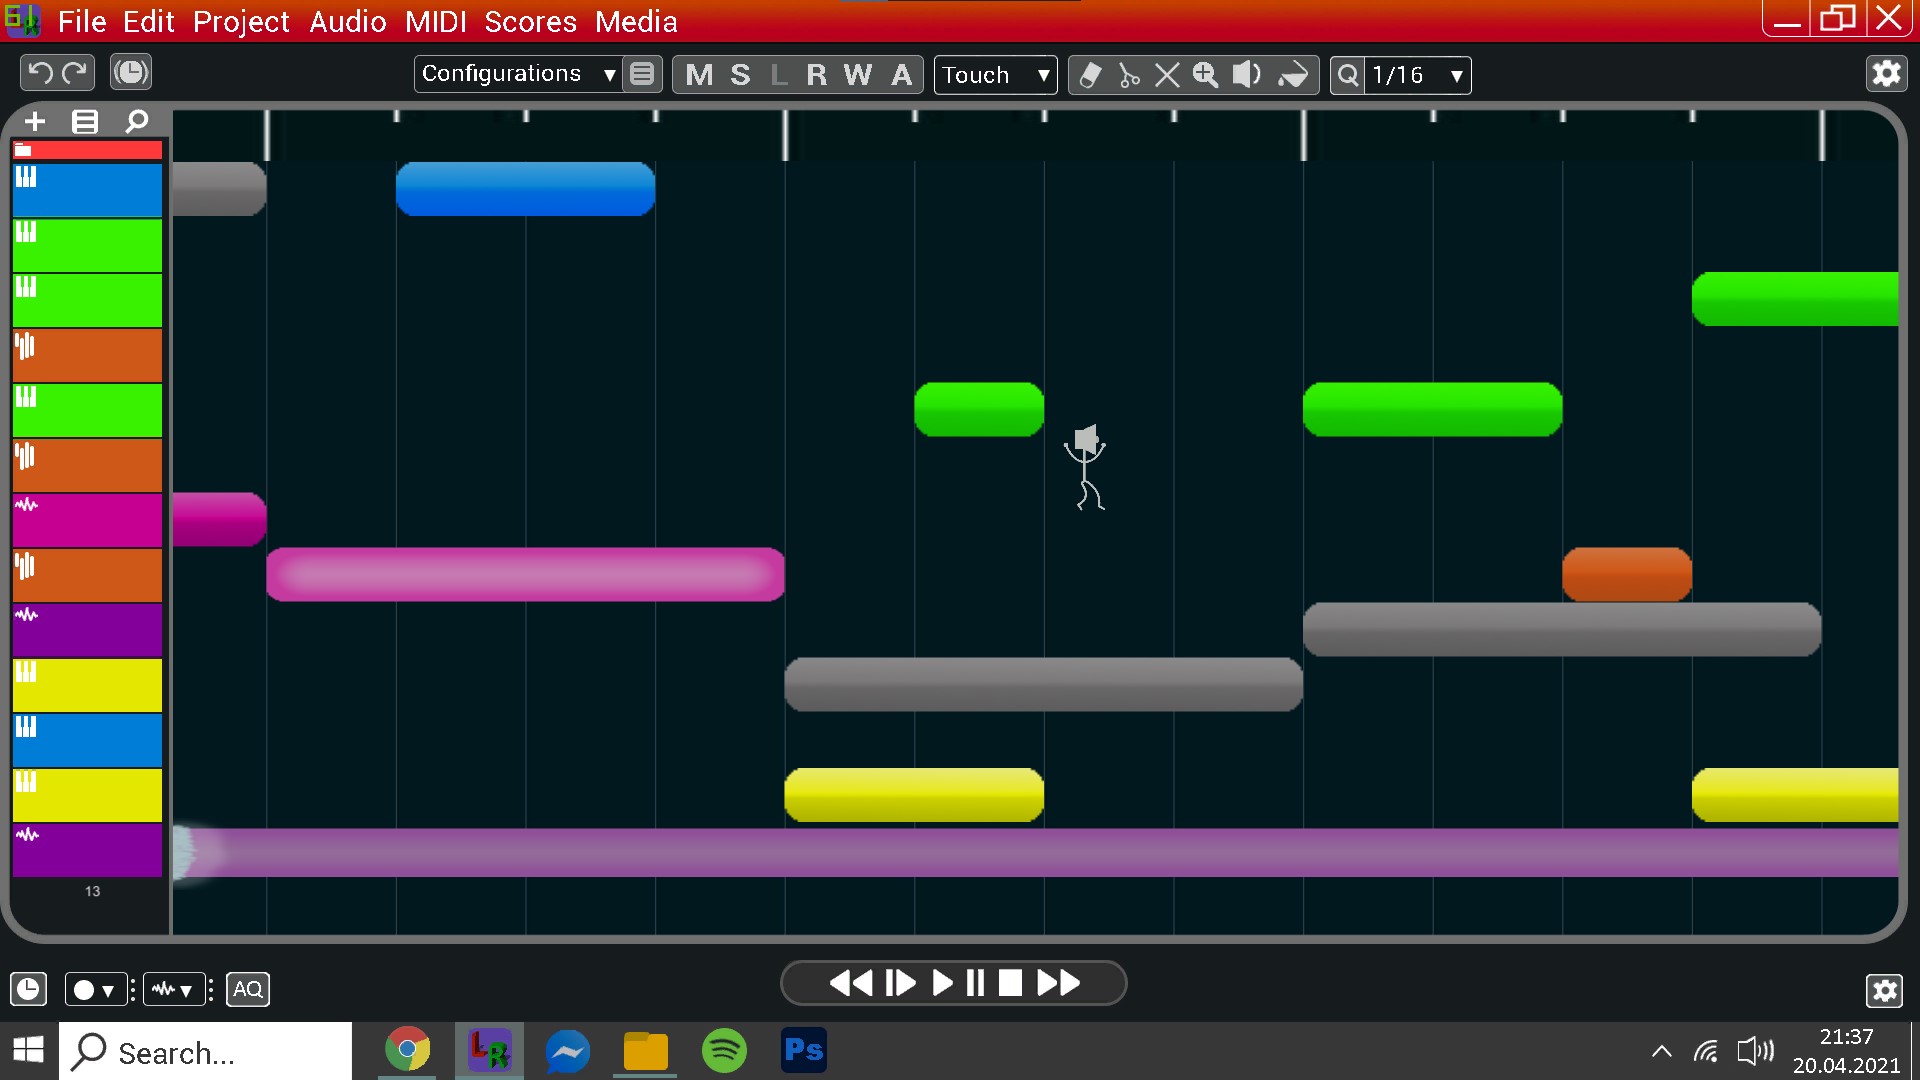 File Edit Project Audio MIDI Scores Media
Configurations M S L R W A Touch Q 1/16
13
AQ
Search... LR Ps 21:37
20.04.2021